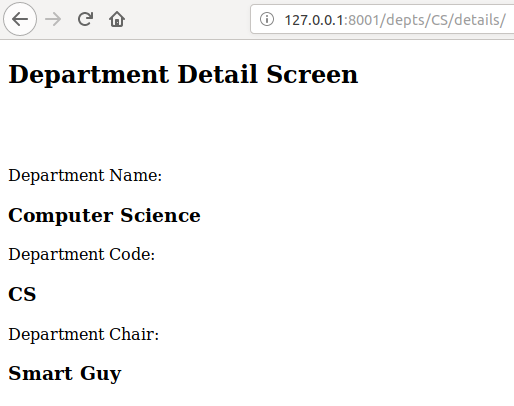 127.0.0.1:8001/depts/CS/details/
Department Detail Screen
Department Name:
Computer Science
Department Code:
CS
Department Chair:
Smart Guy